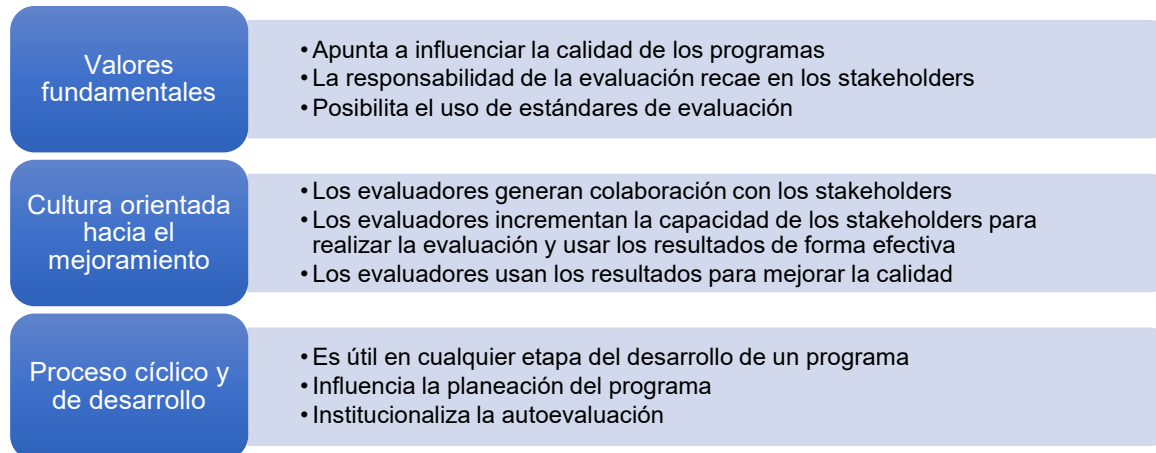 Valores
fundamentales
• Apunta a influenciar la calidad de los programas
• La responsabilidad de la evaluación recae en los stakeholders
• Posibilita el uso de estándares de evaluación
Cultura orientada
hacia el
mejoramiento
• Los evaluadores generan colaboración con los stakeholders
• Los evaluadores incrementan la capacidad de los stakeholders para
realizar la evaluación y usar los resultados de forma efectiva
• Los evaluadores usan los resultados para mejorar la calidad
Proceso cíclico y
de desarrollo
• Es útil en cualquier etapa del desarrollo de un programa
• Influencia la planeación del programa
• Institucionaliza la autoevaluación